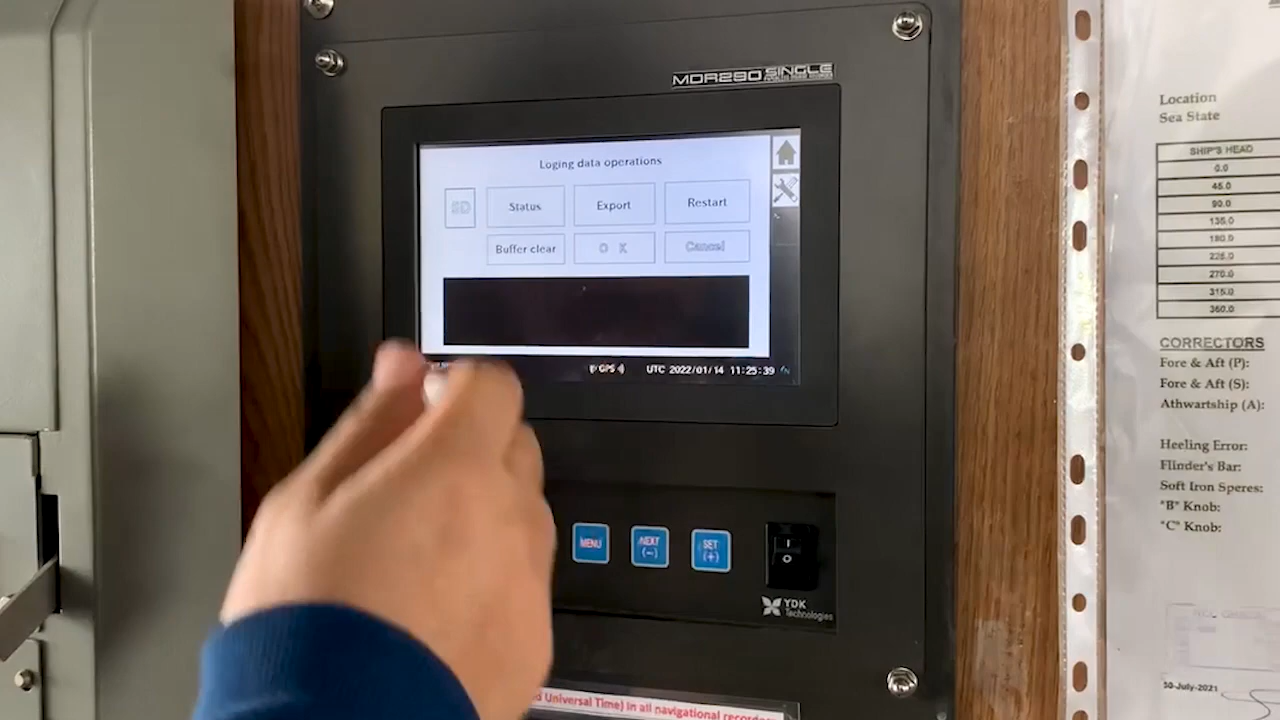 MDR290 SINGLE
Loging data operations
SD
Status
Export
Restart
Buffer clear
O K
Cancel
GPS
UTC 2022/01/14 11:25:39
MENU
NEXT
(-)
SET
(+)
YDK
Technologies
Universal Time) in all navigational
Location
Sea State
SHIP'S HEAD
0.0
45.0
90.0
135.0
180.0
225.0
270.0
315.0
360.0
CORRECTORS
Fore & Aft (P):
Fore & Aft (S):
Athwartship (A):
Heeling Error:
Flinder's Bar:
Soft Iron Speres:
"B" Knob:
"C" Knob:
30-July-2021